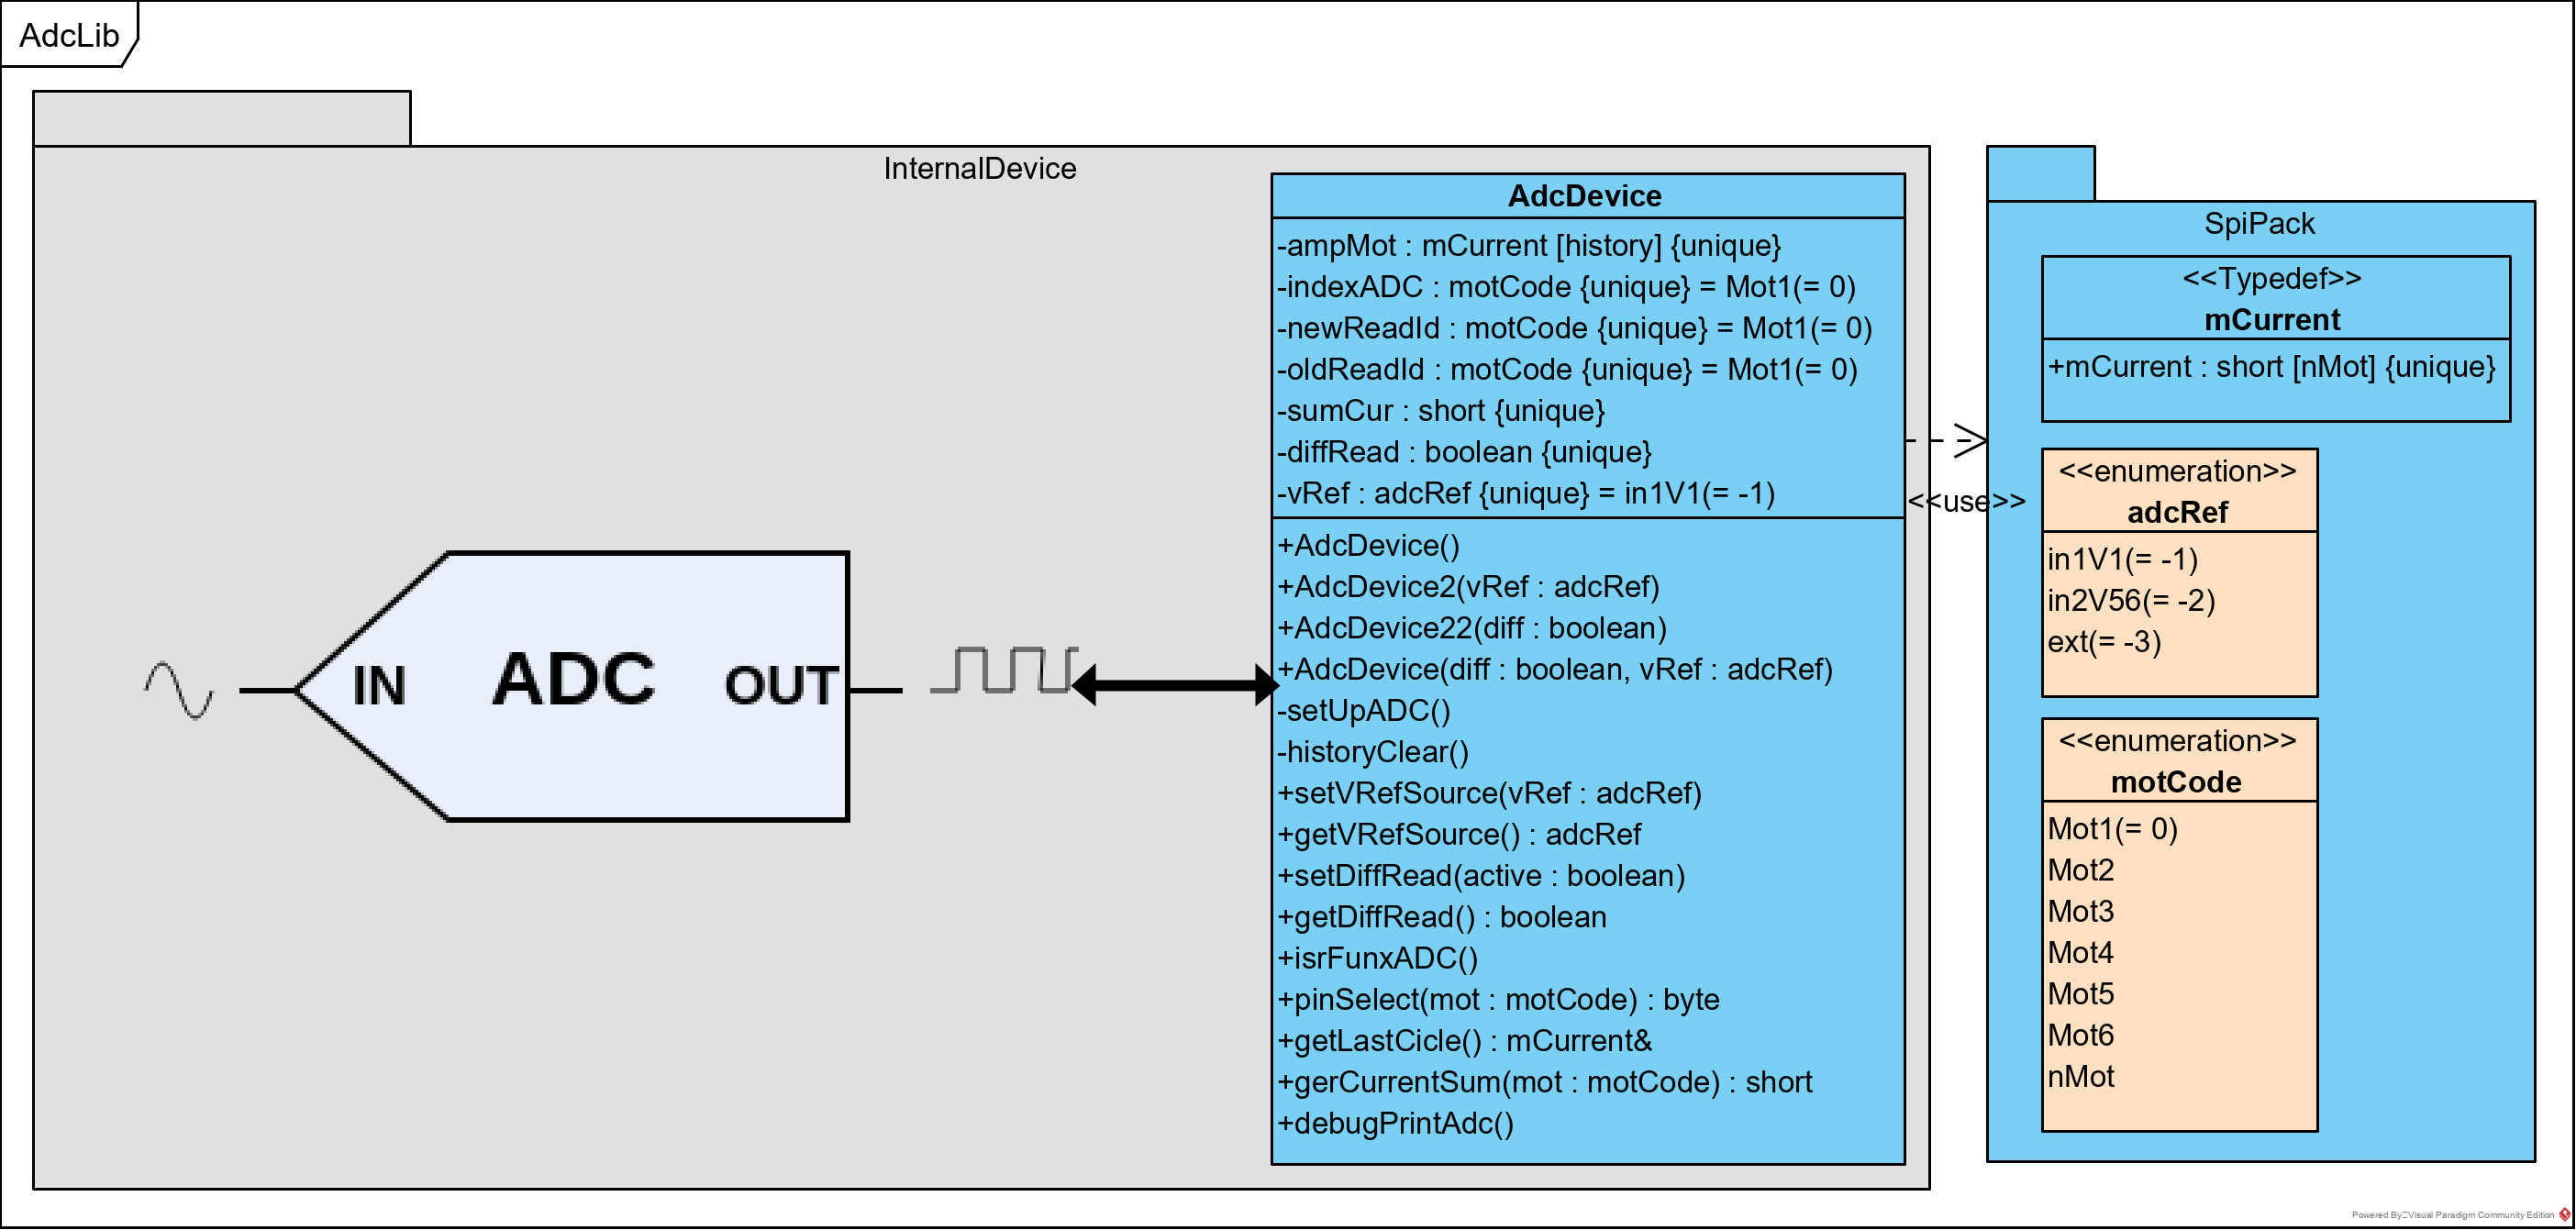 AdcLib
InternalDevice
IN ADC OUT
AdcDevice
-ampMot : mCurrent [history] {unique}
-indexADC : motCode {unique} = Mot1(= 0)
-newReadId : motCode {unique} = Mot1(= 0)
-oldReadId : motCode {unique} = Mot1(= 0)
-sumCur : short {unique}
-diffRead : boolean {unique}
-vRef : adcRef {unique} = in1V1(= -1)
+AdcDevice()
+AdcDevice2(vRef : adcRef)
+AdcDevice22(diff : boolean)
+AdcDevice(diff : boolean, vRef : adcRef)
-setUpADC()
-historyClear()
+setVRefSource(vRef : adcRef)
+getVRefSource() : adcRef
+setDiffRead(active : boolean)
+getDiffRead() : boolean
+isrFunxADC()
+pinSelect(mot : motCode) : byte
+getLastCicle() : mCurrent&
+gerCurrentSum(mot : motCode) : short
+debugPrintAdc()
<<use>>
SpiPack
<<Typedef>>
mCurrent
+mCurrent : short [nMot] {unique}
<<enumeration>>
adcRef
in1V1(= -1)
in2V56(= -2)
ext(= -3)
<<enumeration>>
motCode
Mot1(= 0)
Mot2
Mot3
Mot4
Mot5
Mot6
nMot
Powered By Visual Paradigm Community Edition